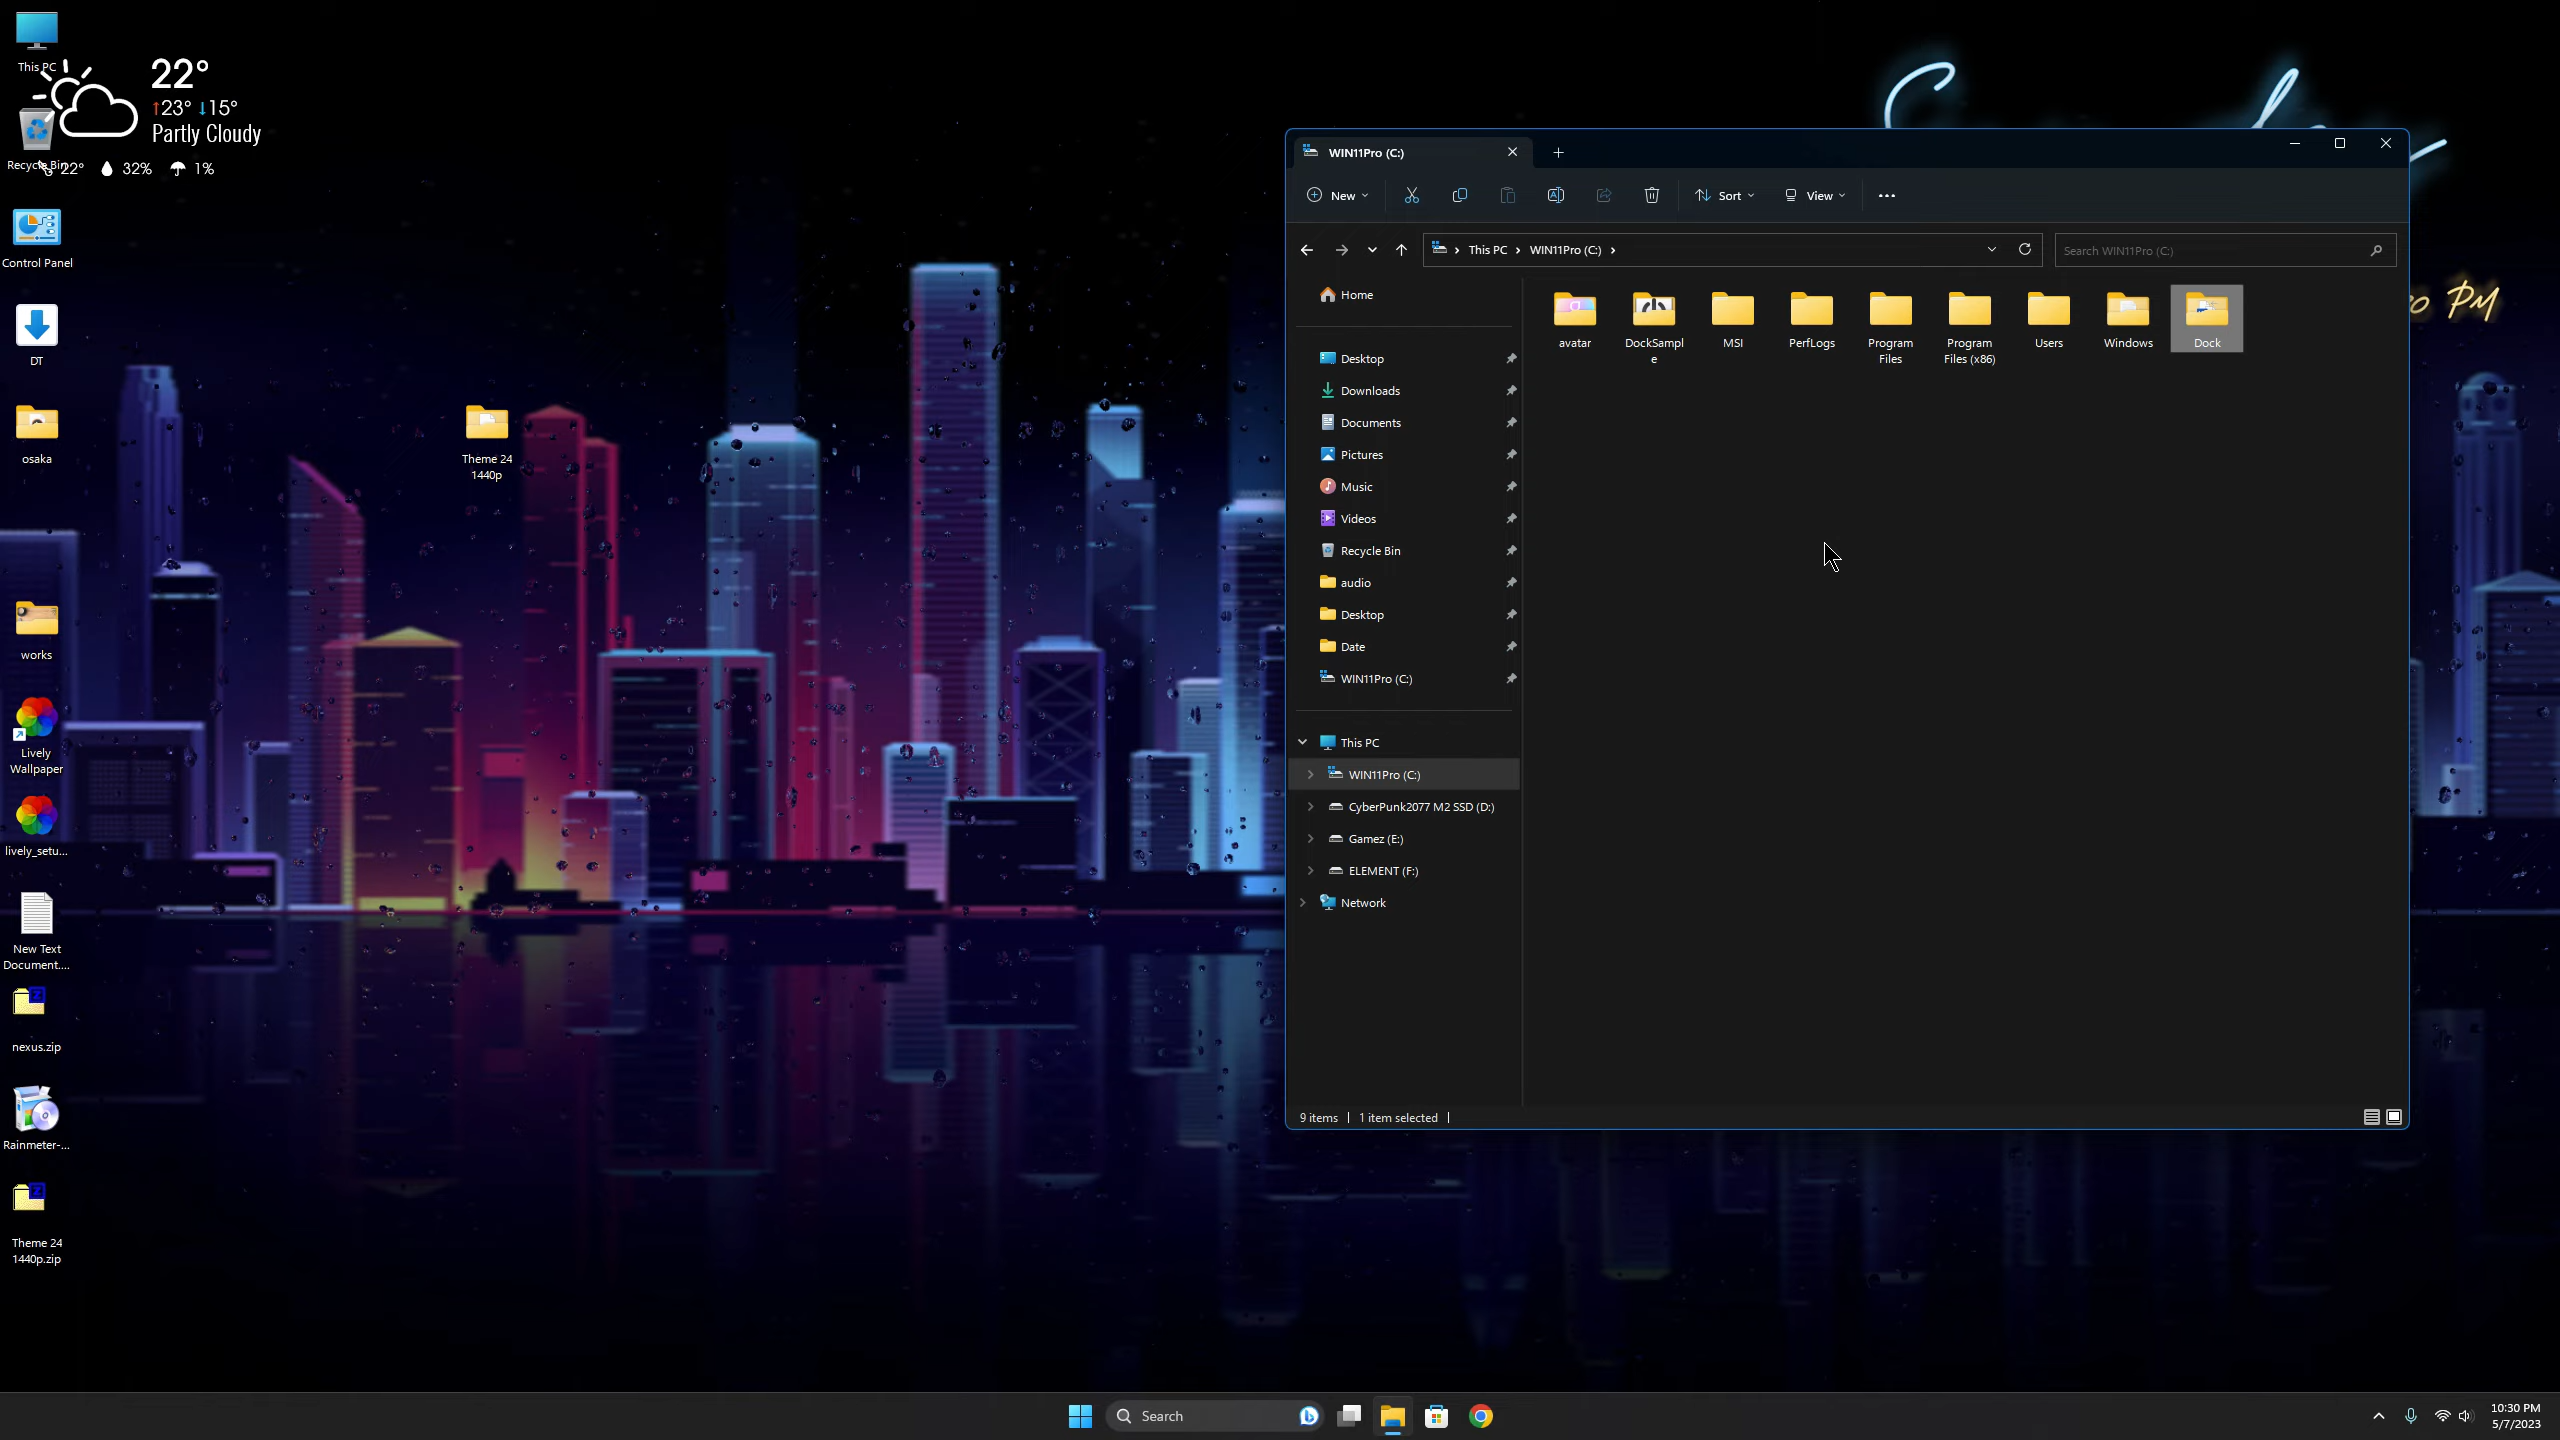 This PC
22°
↑23° ↓15°
Partly Cloudy
Recycle Bin
22°
32%
1%
Control Panel
DT
osaka
Theme 24
1440p
works
Lively
Wallpaper
lively_setu...
New Text
Document....
nexus.zip
Rainmeter-...
Theme 24
1440p.zip
PM
WIN11Pro (C:)
New
Sort
View
This PC
WIN11Pro (C:)
Search WIN11Pro (C:)
Home
Desktop
Downloads
Documents
Pictures
Music
Videos
Recycle Bin
audio
Desktop
Date
WIN11Pro (C:)
This PC
WIN11Pro (C:)
CyberPunk2077 M2 SSD (D:)
Gamez (E:)
ELEMENT (F:)
Network
avatar
DockSampl
e
MSI
PerfLogs
Program
Files
Program
Files (x86)
Users
Windows
Dock
9 items
1 item selected
Search
10:30 PM
5/7/2023